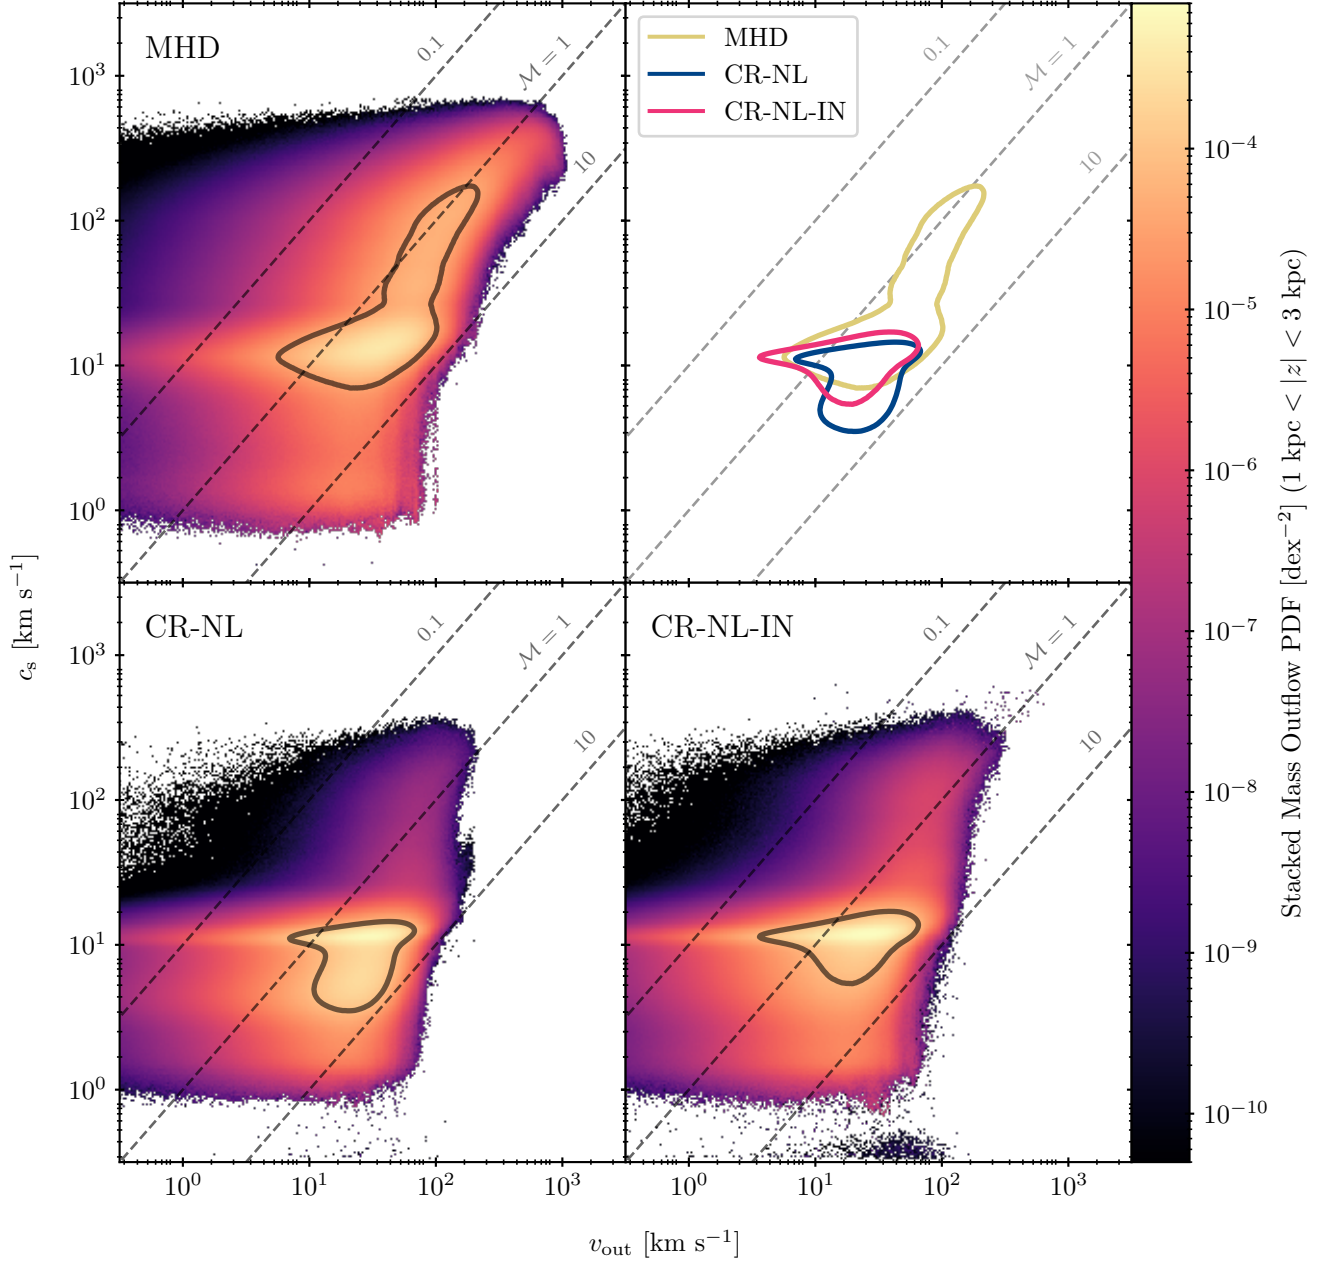 MHD
0.1
ℳ = 1
10
10³
10²
10¹
10⁰
MHD
CR-NL
CR-NL-IN
0.1
ℳ = 1
10
CR-NL
0.1
ℳ = 1
10
10³
10²
10¹
10⁰
10⁰ 10¹ 10² 10³
CR-NL-IN
0.1
ℳ = 1
10
10⁰ 10¹ 10² 10³
c_s [km s⁻¹]
v_out [km s⁻¹]
10⁻⁴
10⁻⁵
10⁻⁶
10⁻⁷
10⁻⁸
10⁻⁹
10⁻¹⁰
Stacked Mass Outflow PDF [dex⁻²] (1 kpc < |z| < 3 kpc)